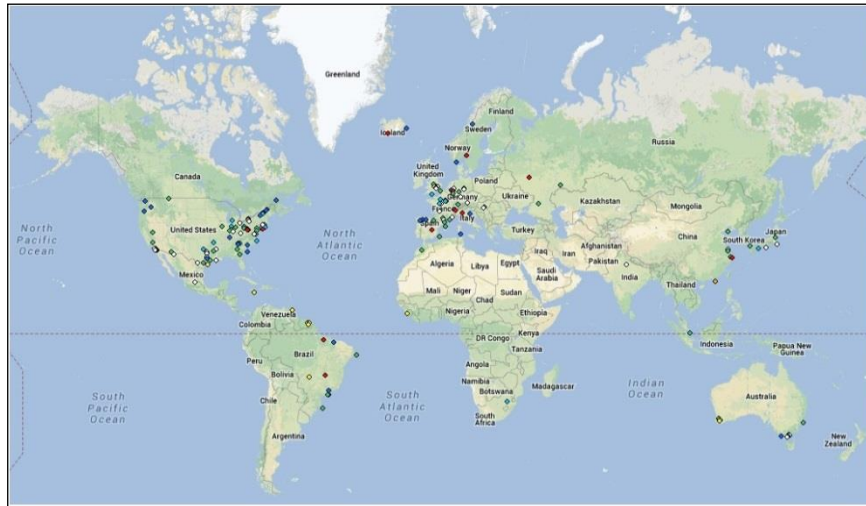 Greenland
Iceland
Finland
Sweden
Norway
Russia
Canada
United
Kingdom
Poland
Germany
Ukraine
Kazakhstan
Mongolia
France
Italy
Spain
Turkey
United States
North
Pacific
Ocean
North
Atlantic
Ocean
Iraq
Iran
Afghanistan
Pakistan
China
South Korea
Japan
Algeria
Libya
Egypt
Saudi
Arabia
India
Mexico
Mali
Niger
Chad
Sudan
Thailand
Nigeria
Ethiopia
Venezuela
Colombia
Kenya
DR Congo
Tanzania
Indonesia
Papua New
Guinea
Peru
Brazil
Bolivia
Angola
Namibia
Botswana
Madagascar
South
Pacific
Ocean
South
Atlantic
Ocean
Indian
Ocean
Chile
Australia
South
Africa
Argentina
New
Zealand